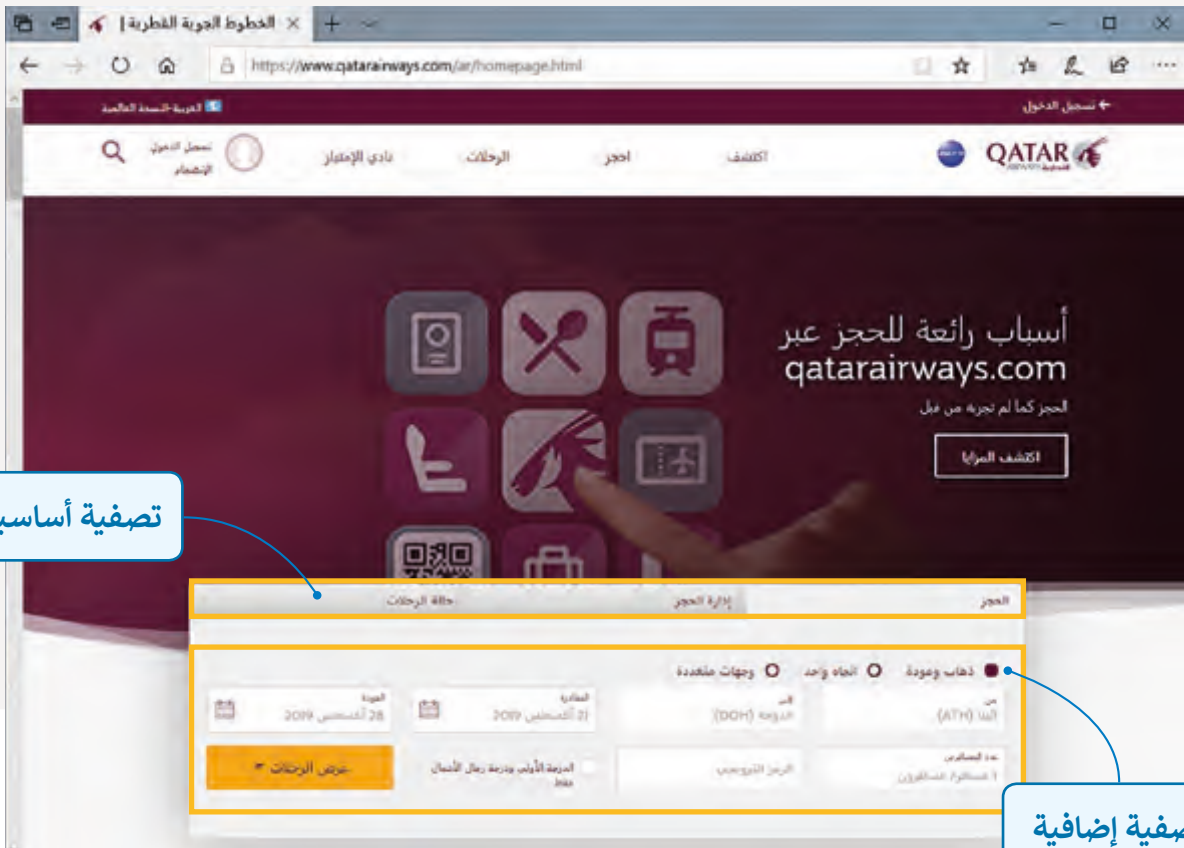 الخطوط الجوية القطرية |
https://www.qatarairways.com/ar/homepage.html
تسجيل الدخول
العربية-النسخة العالمية
QATAR
AIRWAYS القطرية
اكتشف
احجز
الرحلات
نادي الإمتياز
تسجيل الدخول
الإنضمام
أسباب رائعة للحجز عبر
qatarairways.com
الحجز كما لم تجربه من قبل
اكتشف المزايا
تصفية أساسي
الحجز
إدارة الحجز
حالة الرحلات
ذهاب وعودة
اتجاه واحد
وجهات متعددة
من
أثينا (ATH)
إلى
الدوحة (DOH)
المغادرة
21 أغسطس 2019
العودة
28 أغسطس 2019
عدد المسافرين
1 المسافر/ المسافرون
الرمز الترويجي
الدرجة الأولى ودرجة رجال الأعمال
فقط
عرض الرحلات
صفية إضافية